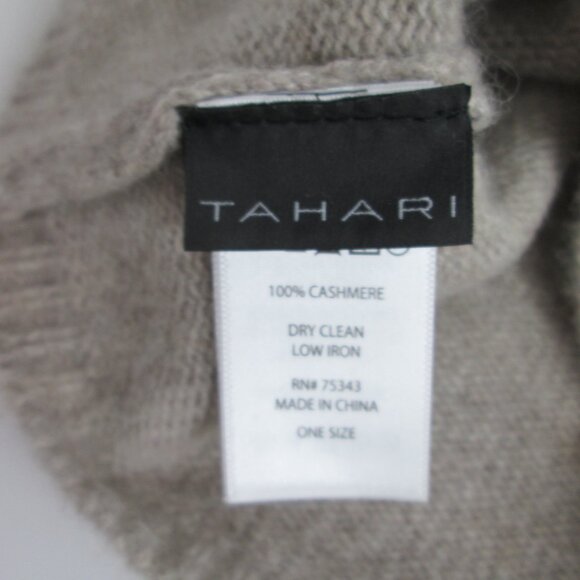 TAHARI
100% CASHMERE
DRY CLEAN
LOW IRON
RN# 75343
MADE IN CHINA
ONE SIZE